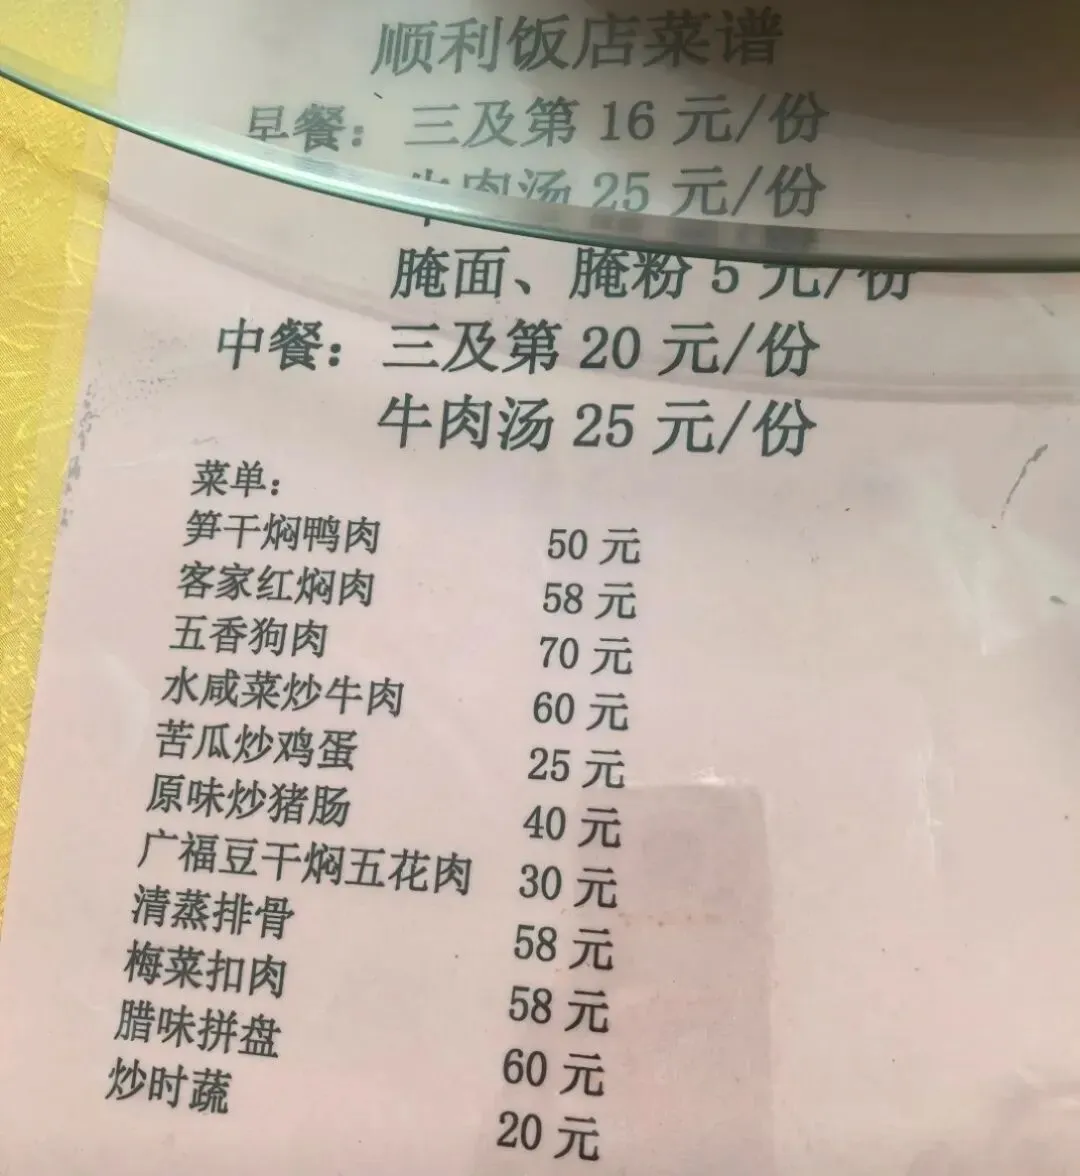 顺利饭店菜谱
早餐：三及第 16 元/份
牛肉汤 25 元/份
腌面、腌粉 5 元/份
中餐：三及第 20 元/份
牛肉汤 25 元/份
菜单：
笋干焖鸭肉 50 元
客家红焖肉 58 元
五香狗肉 70 元
水咸菜炒牛肉 60 元
苦瓜炒鸡蛋 25 元
原味炒猪肠 40 元
广福豆干焖五花肉 30 元
清蒸排骨 58 元
梅菜扣肉 58 元
腊味拼盘 60 元
炒时蔬 20 元